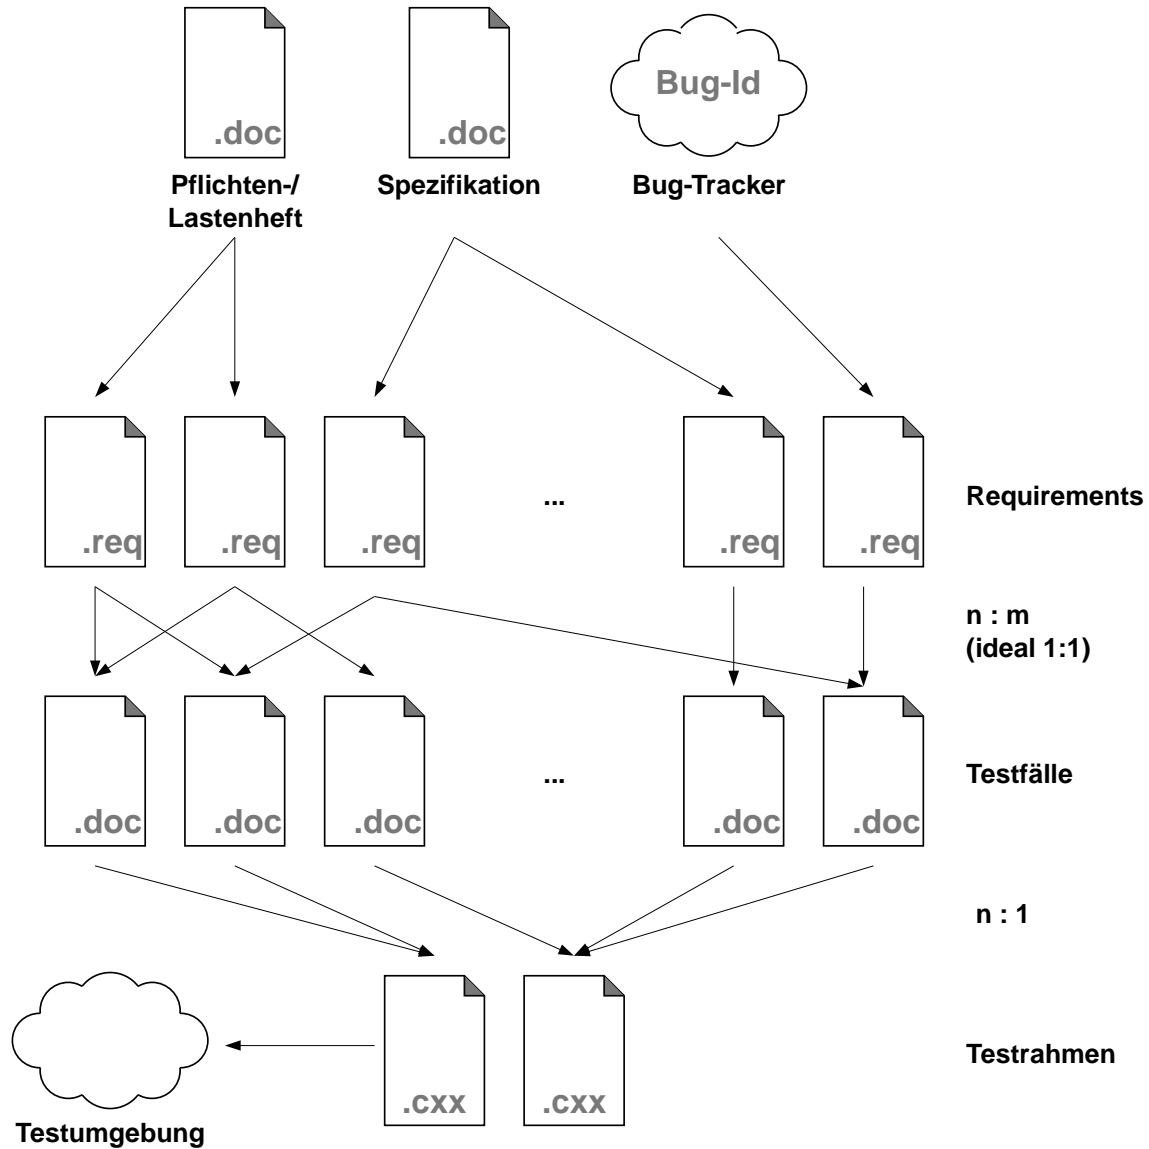 .doc
.doc
Bug-Id
Pflichten-/
Lastenheft
Spezifikation
Bug-Tracker
.req
.req
.req
...
.req
.req
Requirements
n : m
(ideal 1:1)
.doc
.doc
.doc
...
.doc
.doc
Testfälle
n : 1
.cxx
.cxx
Testrahmen
Testumgebung